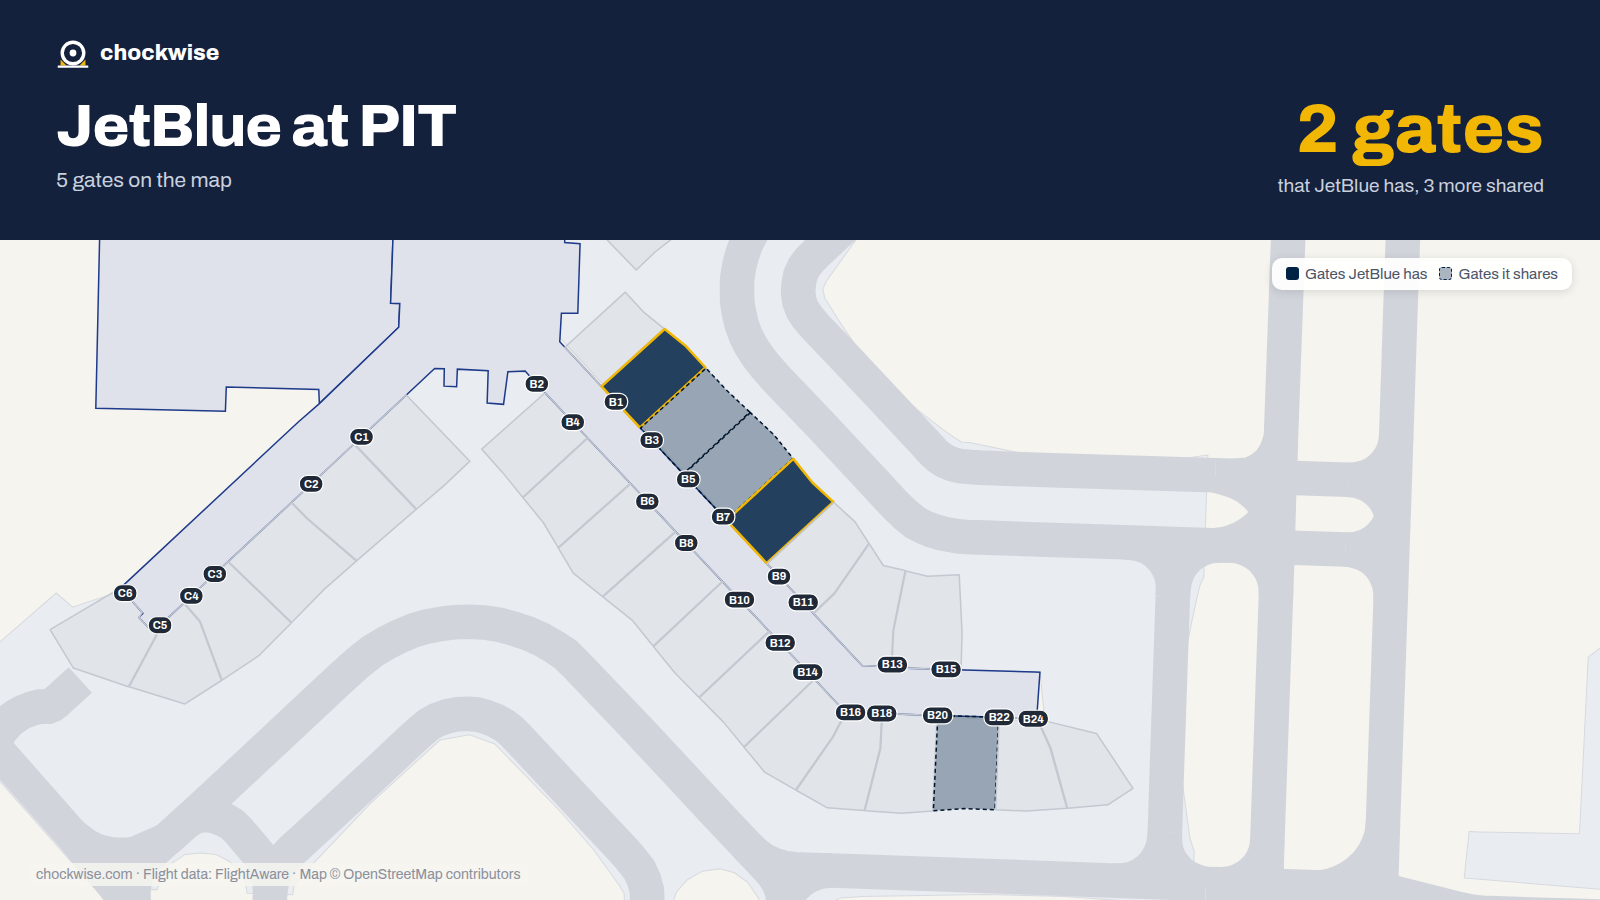 chockwise
JetBlue at PIT
5 gates on the map
2 gates
that JetBlue has, 3 more shared
Gates JetBlue has
Gates it shares
B2
B1
B4
C1
B3
B5
C2
B6
B7
B8
C3
B9
C6
C4
B10
B11
C5
B12
B13
B15
B14
B16
B18
B20
B22
B24
chockwise.com · Flight data: FlightAware · Map © OpenStreetMap contributors